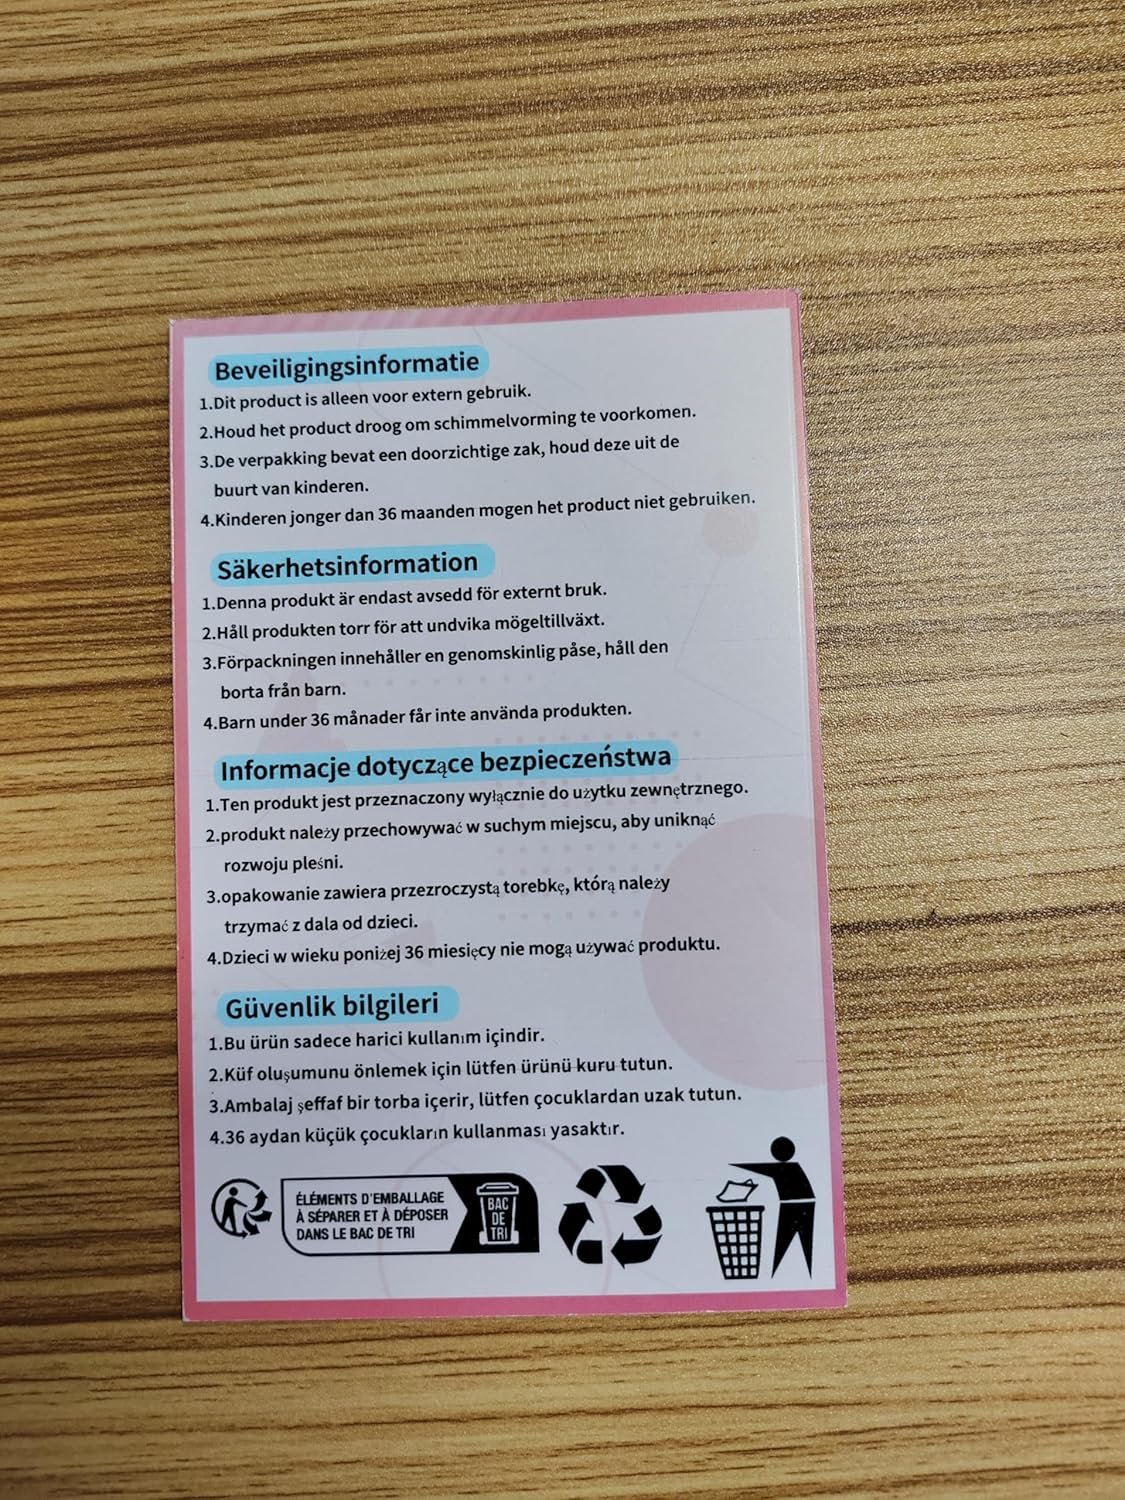 Beveiligingsinformatie
1.Dit product is alleen voor extern gebruik.
2.Houd het product droog om schimmelvorming te voorkomen.
3.De verpakking bevat een doorzichtige zak, houd deze uit de
buurt van kinderen.
4.Kinderen jonger dan 36 maanden mogen het product niet gebruiken.
Säkerhetsinformation
1.Denna produkt är endast avsedd för externt bruk.
2.Håll produkten torr för att undvika mögeltillväxt.
3.Förpackningen innehåller en genomskinlig påse, håll den
borta från barn.
4.Barn under 36 månader får inte använda produkten.
Informacje dotyczące bezpieczeństwa
1.Ten produkt jest przeznaczony wyłącznie do użytku zewnętrznego.
2.produkt należy przechowywać w suchym miejscu, aby uniknąć
rozwoju pleśni.
3.opakowanie zawiera przezroczystą torebkę, którą należy
trzymać z dala od dzieci.
4.Dzieci w wieku poniżej 36 miesięcy nie mogą używać produktu.
Güvenlik bilgileri
1.Bu ürün sadece harici kullanım içindir.
2.Küf oluşumunu önlemek için lütfen ürünü kuru tutun.
3.Ambalaj şeffaf bir torba içerir, lütfen çocuklardan uzak tutun.
4.36 aydan küçük çocukların kullanması yasaktır.
ÉLÉMENTS D'EMBALLAGE
À SÉPARER ET À DÉPOSER
DANS LE BAC DE TRI
BAC
DE
TRI